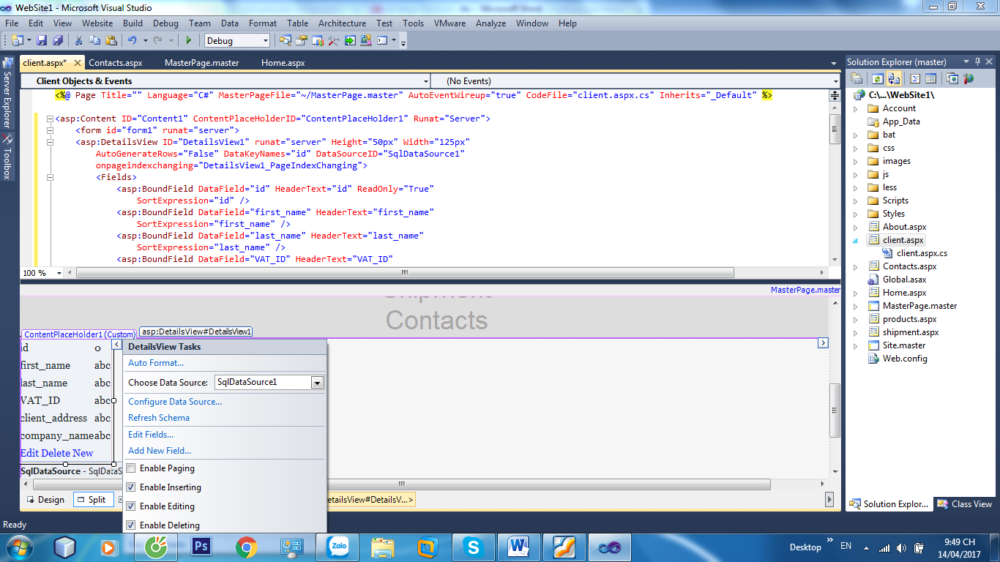 WebSite1 - Microsoft Visual Studio
File Edit View Website Build Debug Team Data Format Table Architecture Test Tools VMware Analyze Window Help
Debug
client.aspx* Contacts.aspx MasterPage.master Home.aspx
Client Objects & Events (No Events)
<%@ Page Title="" Language="C#" MasterPageFile="~/MasterPage.master" AutoEventWireup="true" CodeFile="client.aspx.cs" Inherits="_Default" %>
<asp:Content ID="Content1" ContentPlaceHolderID="ContentPlaceHolder1" Runat="Server">
<form id="form1" runat="server">
<asp:DetailsView ID="DetailsView1" runat="server" Height="50px" Width="125px"
AutoGenerateRows="False" DataKeyNames="id" DataSourceID="SqlDataSource1"
onpageindexchanging="DetailsView1_PageIndexChanging">
<Fields>
<asp:BoundField DataField="id" HeaderText="id" ReadOnly="True"
SortExpression="id" />
<asp:BoundField DataField="first_name" HeaderText="first_name"
SortExpression="first_name" />
<asp:BoundField DataField="last_name" HeaderText="last_name"
SortExpression="last_name" />
<asp:BoundField DataField="VAT_ID" HeaderText="VAT_ID"
100 %
MasterPage.master
Shipment
Contacts
ContentPlaceHolder1 (Custom) asp:DetailsView#DetailsView1
id 0
first_name abc
last_name abc
VAT_ID abc
client_address abc
company_name abc
Edit Delete New
SqlDataSource - SqlDataS
DetailsView Tasks
Auto Format...
Choose Data Source: SqlDataSource1
Configure Data Source...
Refresh Schema
Edit Fields...
Add New Field...
Enable Paging
Enable Inserting
Enable Editing
Enable Deleting
Design Split etailsView#DetailsV...>
Ready
Server Explorer
Toolbox
Solution Explorer (master)
C:\...\WebSite1\
Account
App_Data
bat
css
images
js
less
Scripts
Styles
About.aspx
client.aspx
client.aspx.cs
Contacts.aspx
Global.asax
Home.aspx
MasterPage.master
products.aspx
shipment.aspx
Site.master
Web.config
Solution Explor... Class View
Ps Zalo S W
Desktop » EN 9:49 CH
14/04/2017